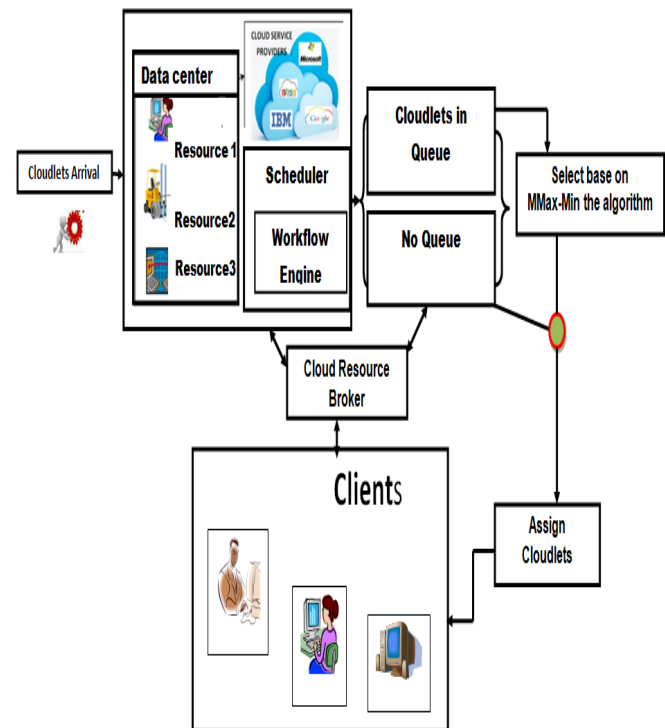 CLOUD SERVICE
PROVIDERS
Microsoft
IBM
Google
Data center
Resource 1
Resource2
Resource3
Scheduler
Workflow
Engine
Cloudlets Arrival
Cloudlets in
Queue
No Queue
Select base on
MMax-Min the algorithm
Cloud Resource
Broker
Clients
Assign
Cloudlets